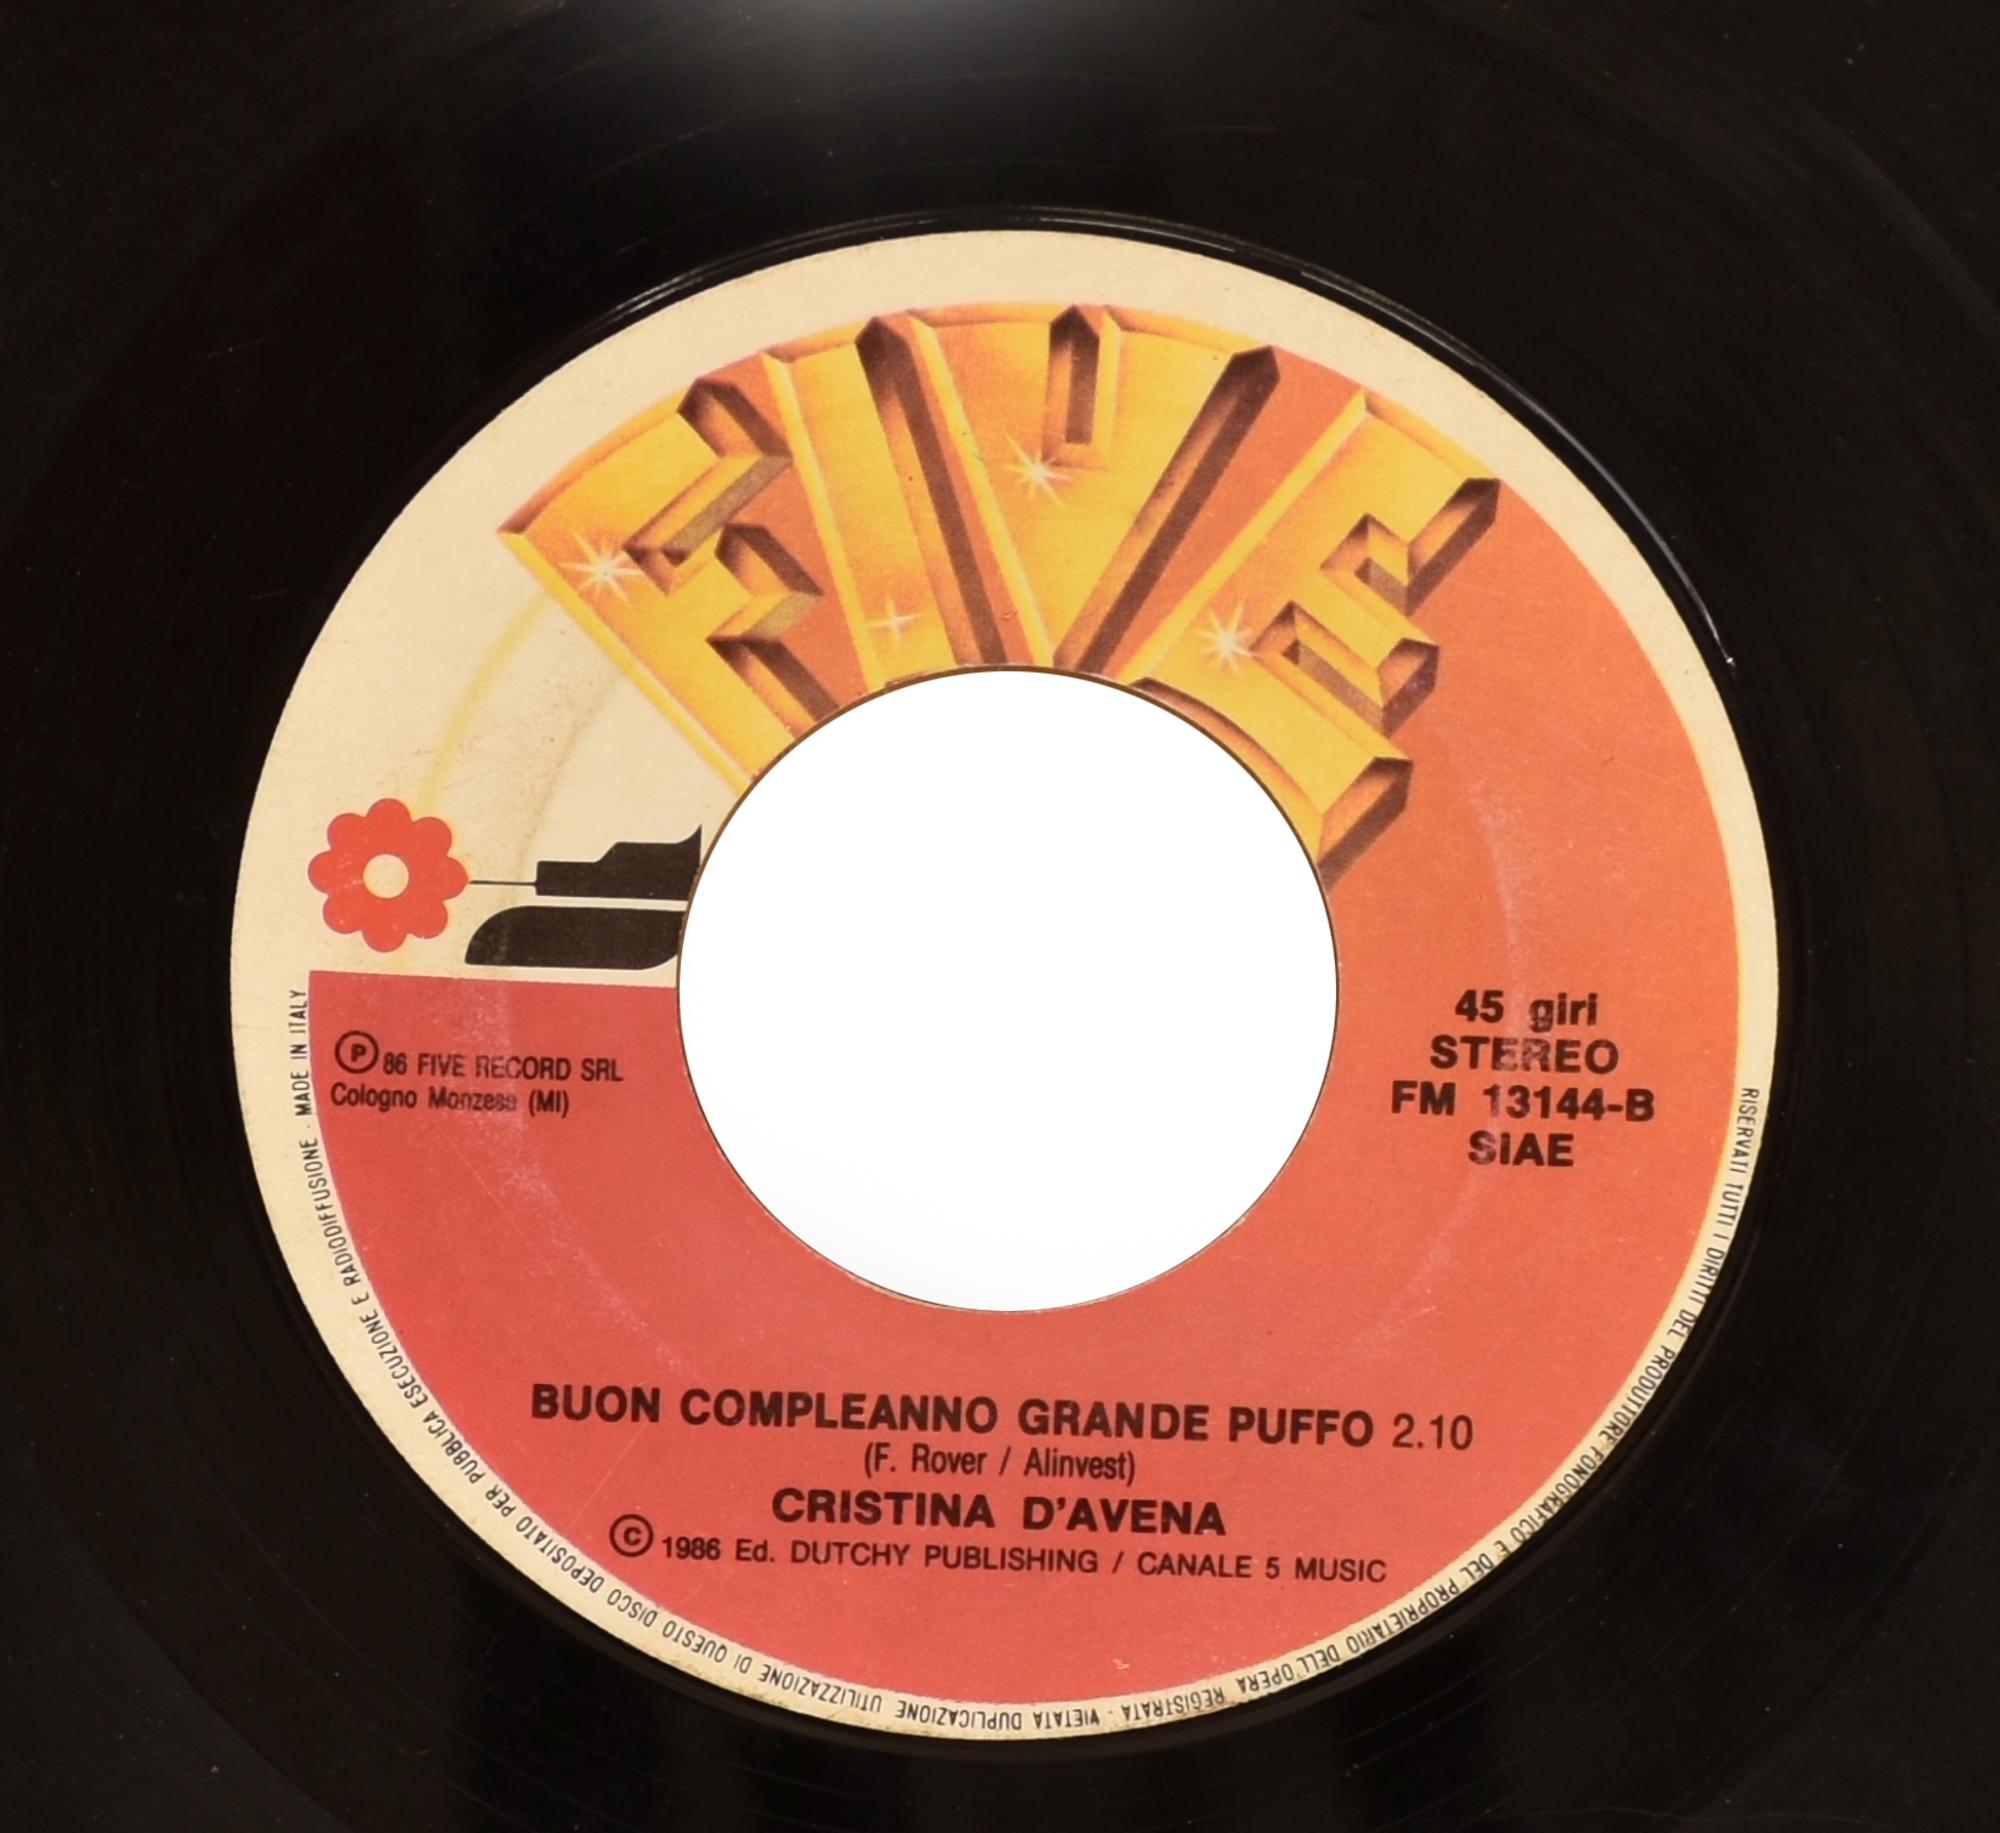 FIVE
Ⓟ 86 FIVE RECORD SRL
Cologno Monzese (MI)
45 giri
STEREO
FM 13144-B
SIAE
BUON COMPLEANNO GRANDE PUFFO 2.10
(F. Rover / Alinvest)
CRISTINA D'AVENA
© 1986 Ed. DUTCHY PUBLISHING / CANALE 5 MUSIC
RISERVATI TUTTI I DIRITTI DEL PRODUTTORE FONOGRAFICO E DEL PROPRIETARIO DELL'OPERA REGISTRATA - VIETATA DUPLICAZIONE UTILIZZAZIONE DI QUESTO DISCO DEPOSITATO PER PUBBLICA ESECUZIONE E RADIODIFFUSIONE - MADE IN ITALY